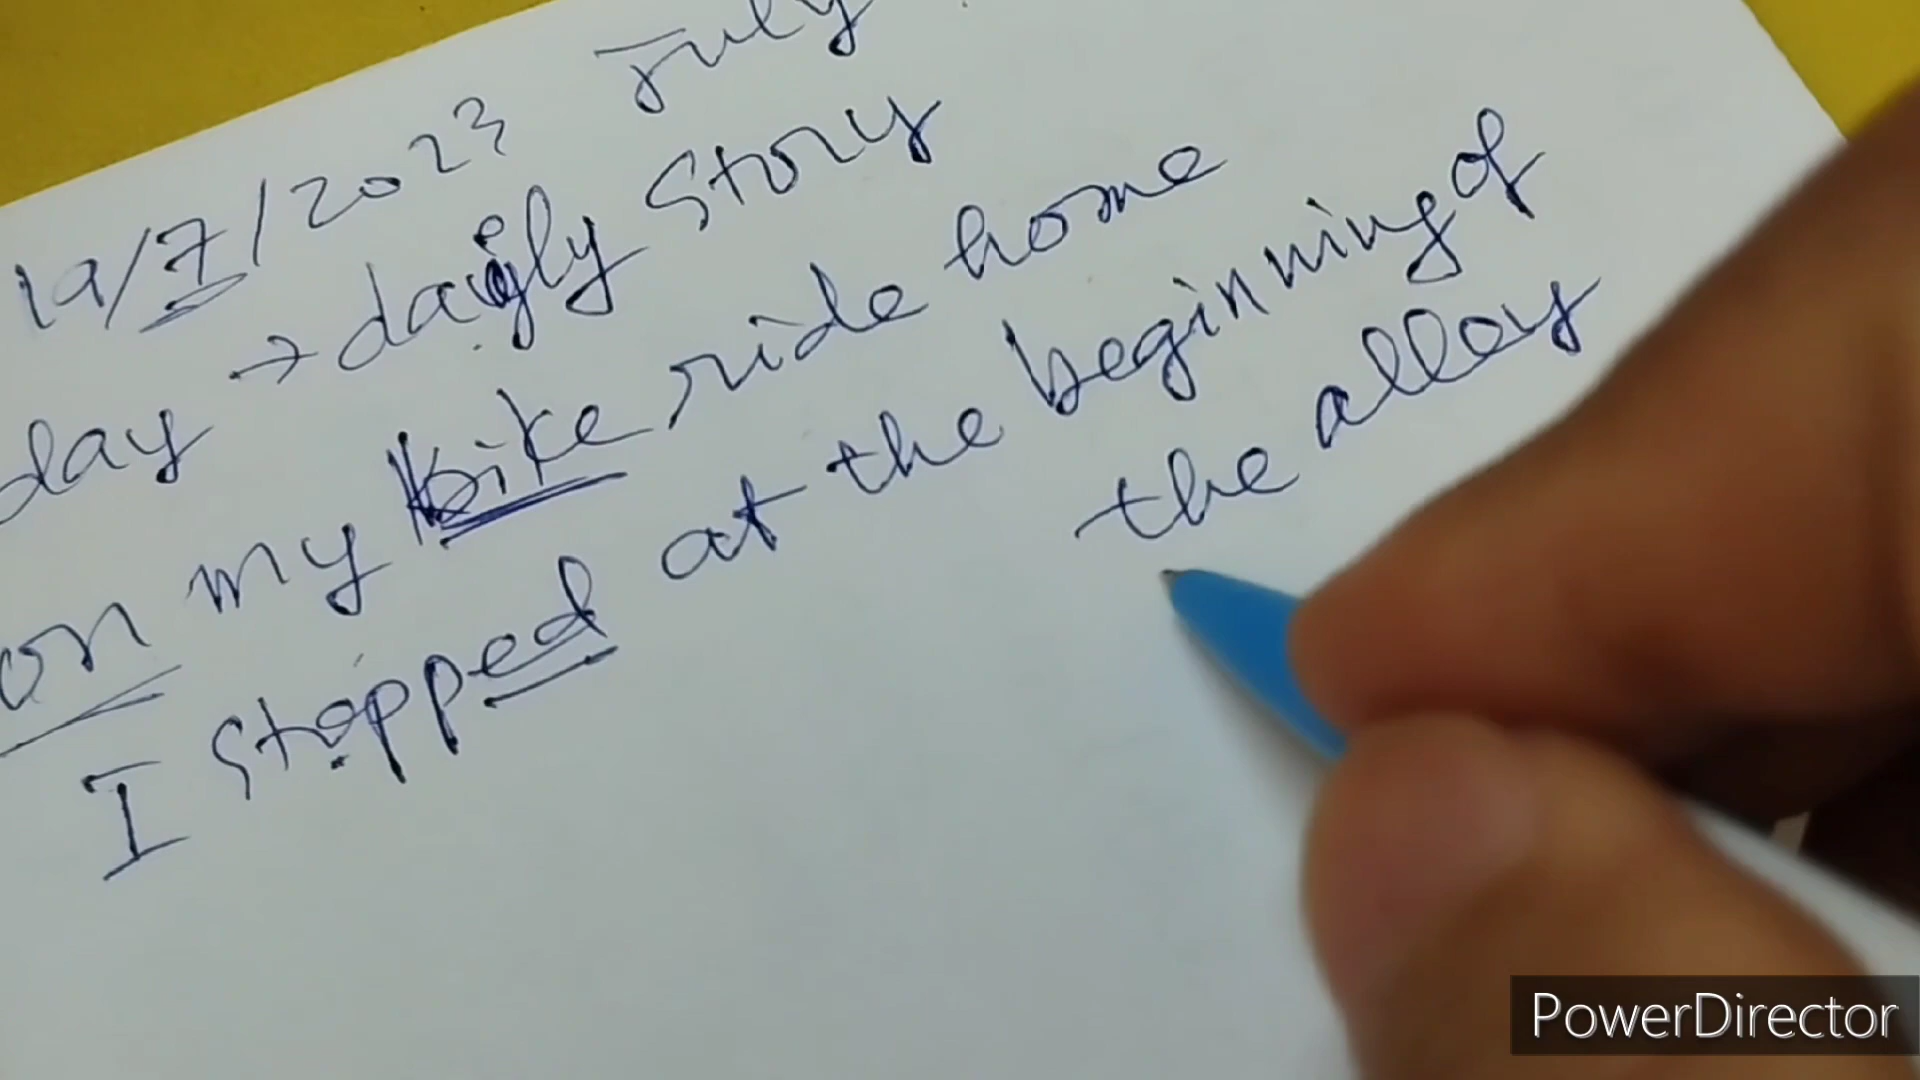 19/7/2023 July
day → daily story
on my bike ride home
I stopped at the beginning of
the alley
PowerDirector